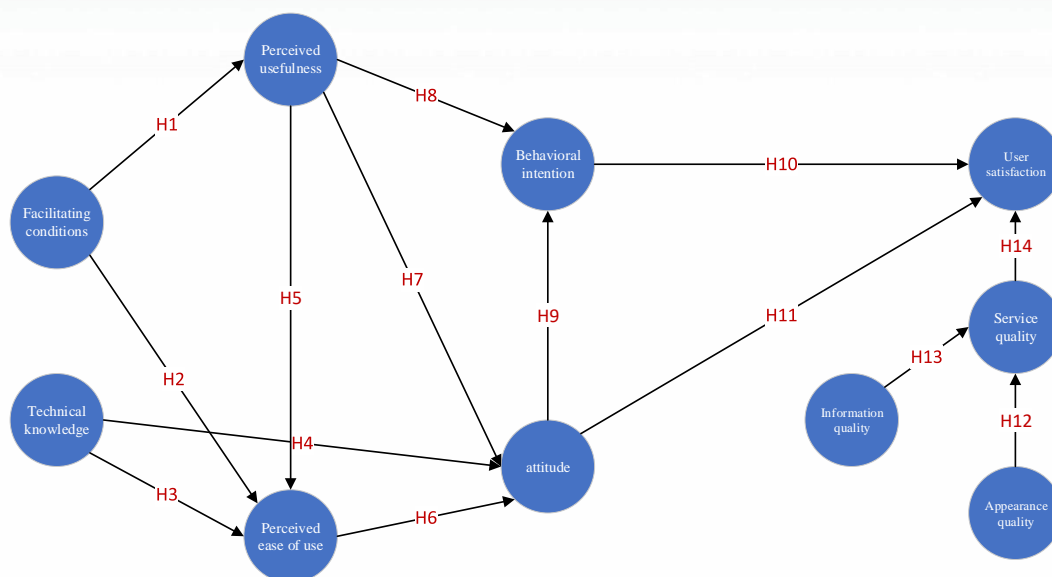 Perceived
usefulness
H1
H8
Behavioral
intention
H10
User
satisfaction
Facilitating
conditions
H14
H7
H5
H9
H11
Service
quality
H13
H2
Technical
knowledge
H4
Information
quality
H12
attitude
H3
H6
Perceived
ease of use
Appearance
quality